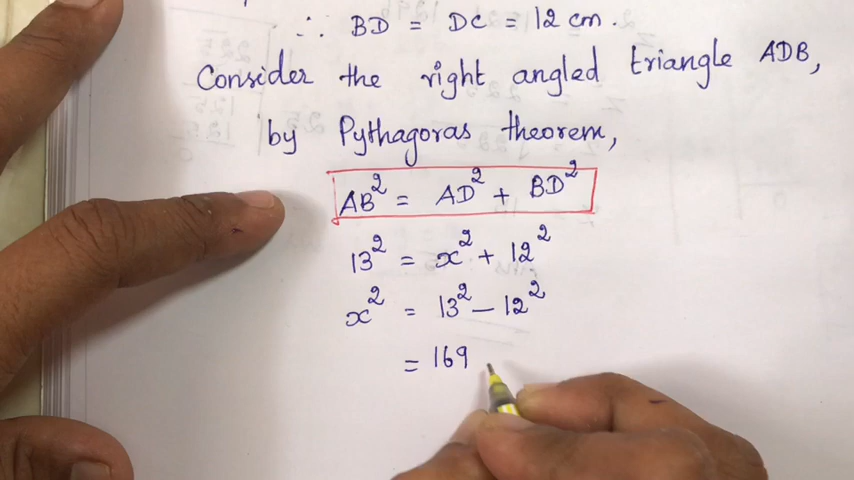 ∴ BD = DC = 12 cm.
Consider the right angled triangle ADB,
by Pythagoras theorem,
AB² = AD² + BD²
13² = x² + 12²
x² = 13² – 12²
= 169